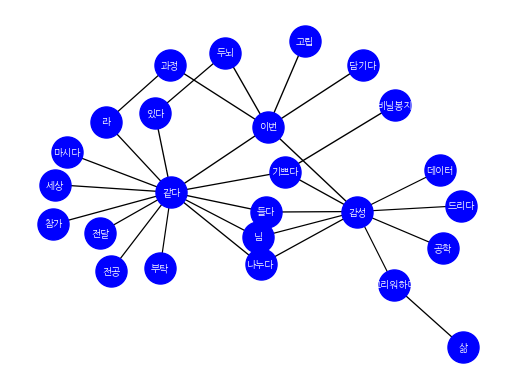 고립
두뇌
과정
담기다
비닐봉지
있다
라
이번
마시다
기쁘다
데이터
세상
같다
드리다
들다
감성
참가
전달
님
공학
나누다
부탁
전공
그리워하다
삶